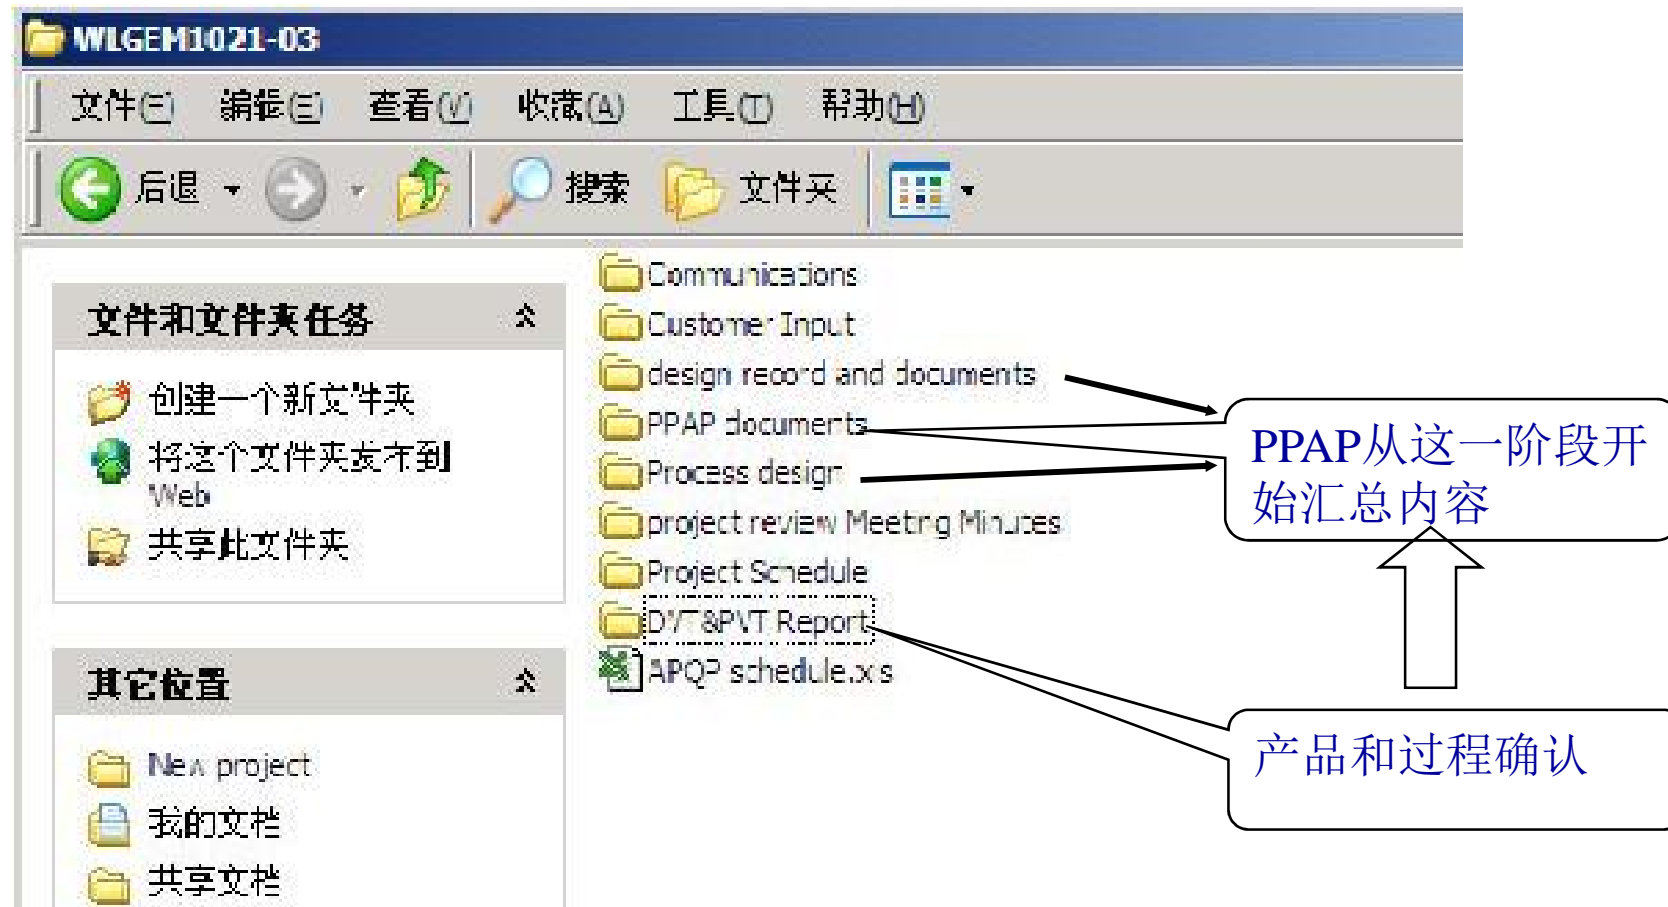 WLGEM1021-03
文件(F) 编辑(E) 查看(V) 收藏(A) 工具(T) 帮助(H)
后退 搜索 文件夹
文件和文件夹任务
创建一个新文件夹
将这个文件夹发布到
Web
共享此文件夹
其它位置
New project
我的文档
共享文档
Communications
Customer Input
design record and documents
PPAP documents
Process design
project review Meeting Minutes
Project Schedule
DVT&PVT Report
APQP schedule.xls
PPAP从这一阶段开
始汇总内容
产品和过程确认